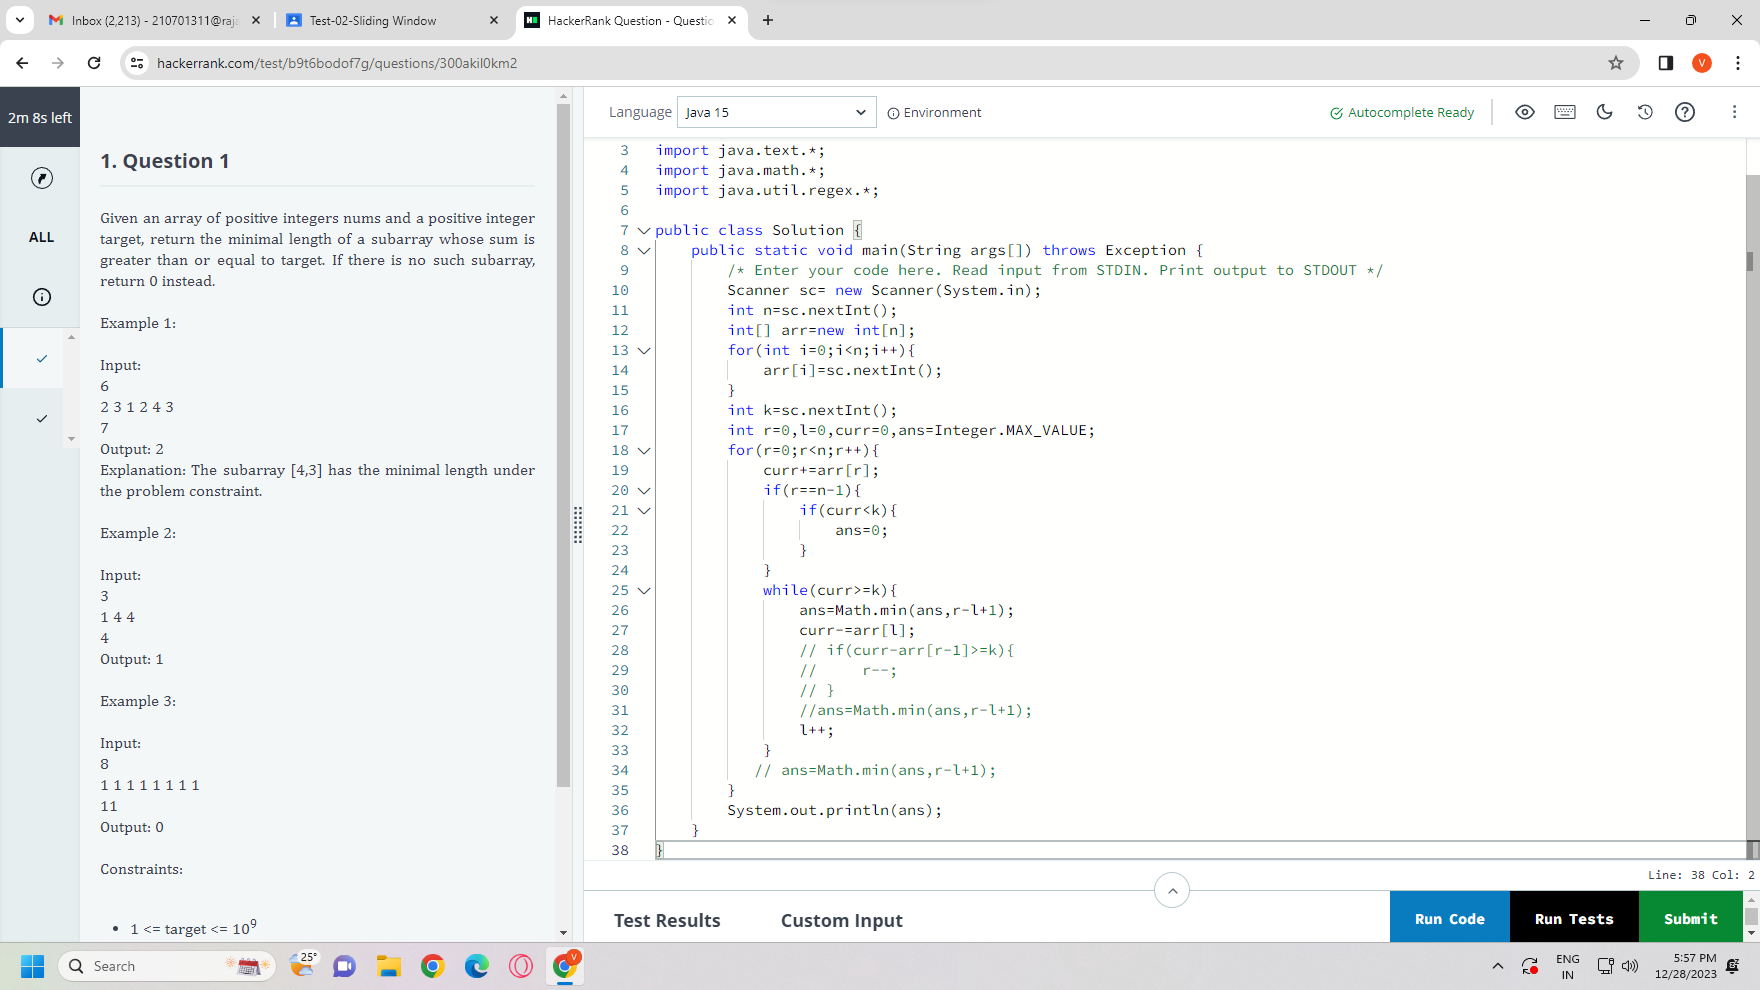 Inbox (2,213) - 210701311@raja
Test-02-Sliding Window
HackerRank Question - Questio
hackerrank.com/test/b9t6bodof7g/questions/300akil0km2
V
2m 8s left
ALL
1. Question 1
Given an array of positive integers nums and a positive integer
target, return the minimal length of a subarray whose sum is
greater than or equal to target. If there is no such subarray,
return 0 instead.
Example 1:
Input:
6
2 3 1 2 4 3
7
Output: 2
Explanation: The subarray [4,3] has the minimal length under
the problem constraint.
Example 2:
Input:
3
1 4 4
4
Output: 1
Example 3:
Input:
8
1 1 1 1 1 1 1 1
11
Output: 0
Constraints:
• 1 <= target <= 10⁹
Language
Java 15
Environment
Autocomplete Ready
3 import java.text.*;
4 import java.math.*;
5 import java.util.regex.*;
6
7 public class Solution {
8 public static void main(String args[]) throws Exception {
9 /* Enter your code here. Read input from STDIN. Print output to STDOUT */
10 Scanner sc= new Scanner(System.in);
11 int n=sc.nextInt();
12 int[] arr=new int[n];
13 for(int i=0;i<n;i++){
14 arr[i]=sc.nextInt();
15 }
16 int k=sc.nextInt();
17 int r=0,l=0,curr=0,ans=Integer.MAX_VALUE;
18 for(r=0;r<n;r++){
19 curr+=arr[r];
20 if(r==n-1){
21 if(curr<k){
22 ans=0;
23 }
24 }
25 while(curr>=k){
26 ans=Math.min(ans,r-l+1);
27 curr-=arr[l];
28 // if(curr-arr[r-1]>=k){
29 // r--;
30 // }
31 //ans=Math.min(ans,r-l+1);
32 l++;
33 }
34 // ans=Math.min(ans,r-l+1);
35 }
36 System.out.println(ans);
37 }
38 }
Line: 38 Col: 2
Test Results
Custom Input
Run Code
Run Tests
Submit
Search
25°
V
ENG
IN
5:57 PM
12/28/2023